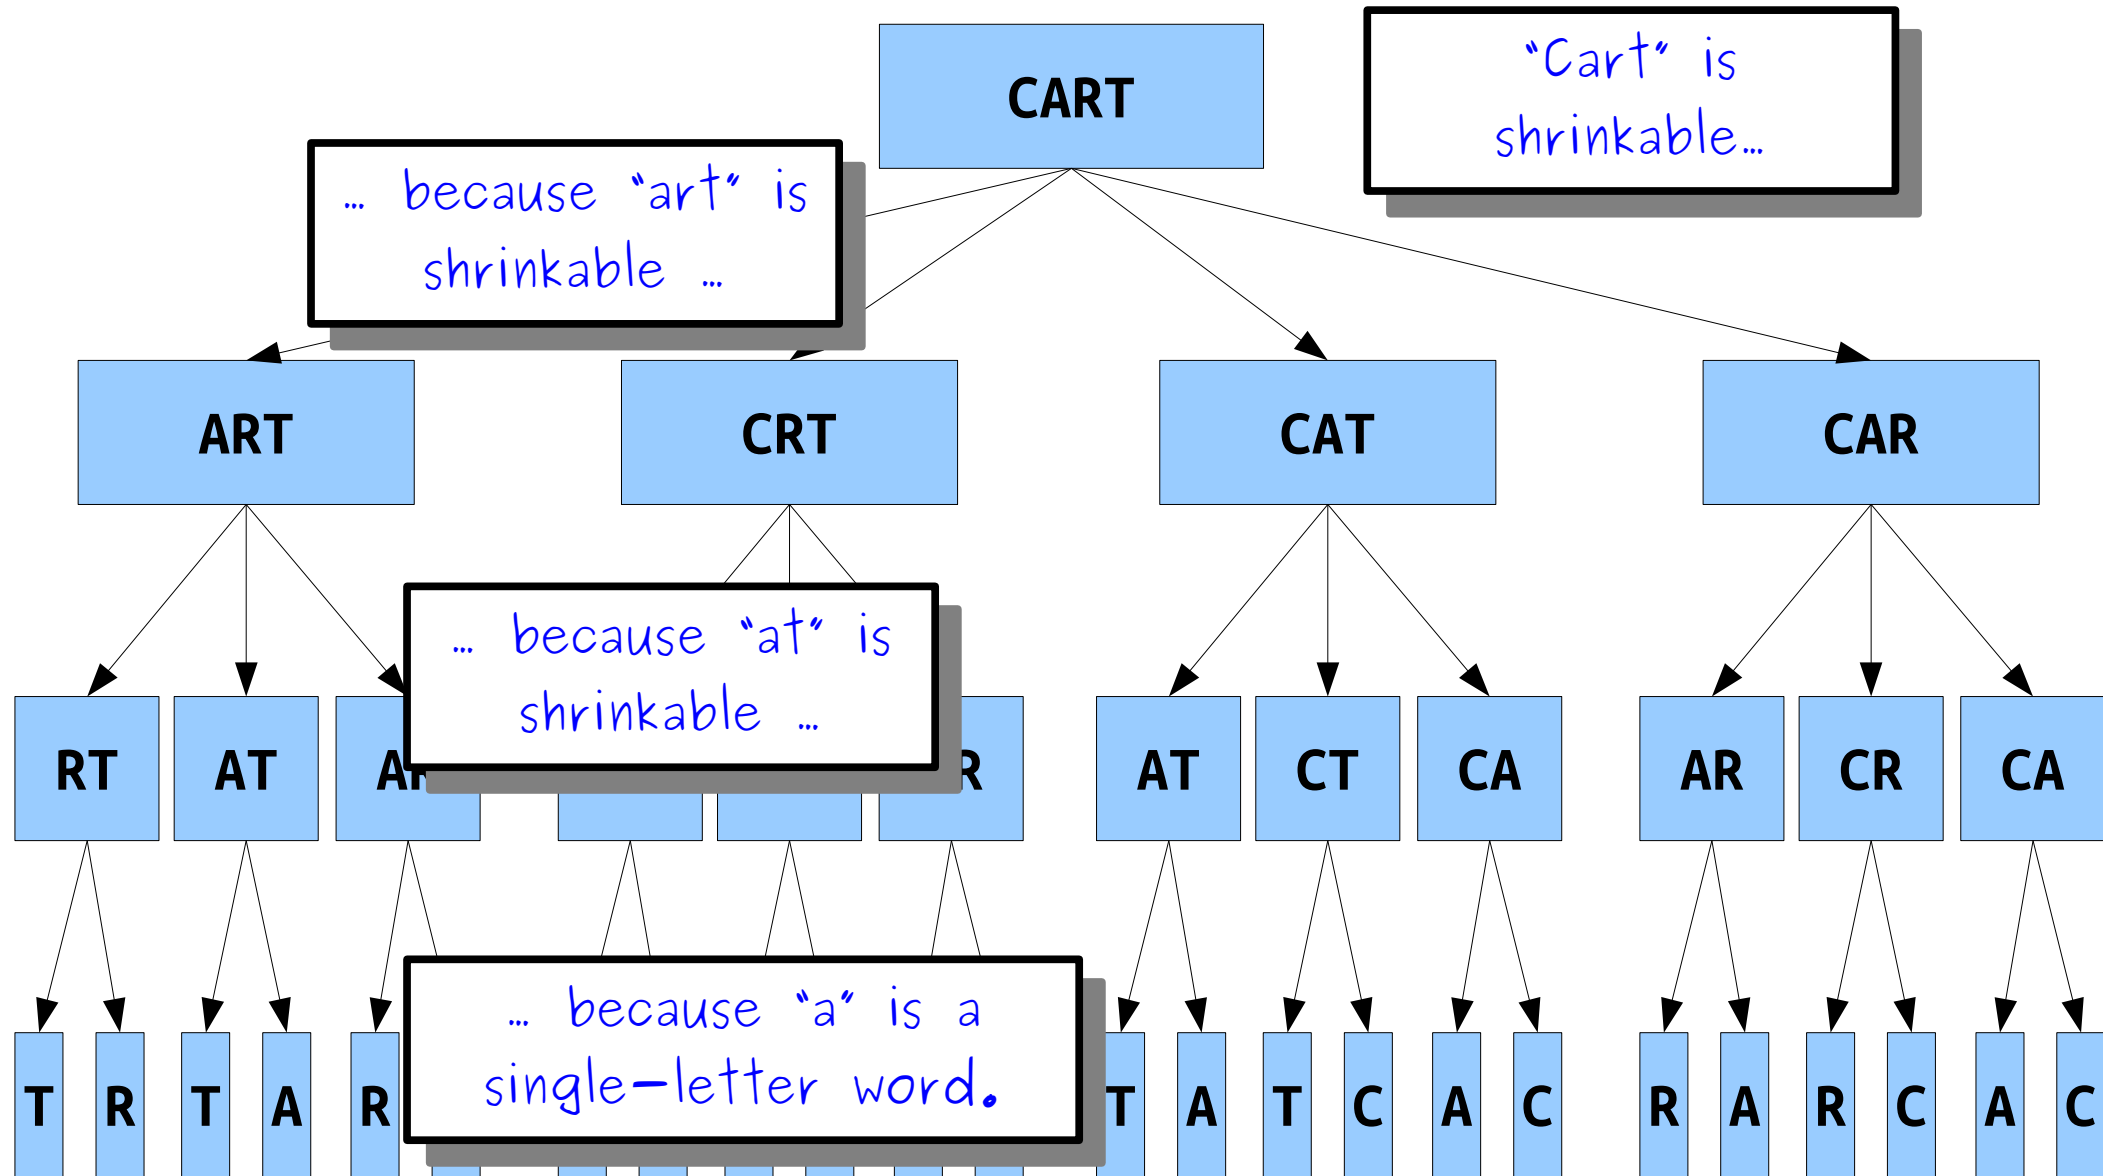 CART
“Cart” is
shrinkable…
… because “art” is
shrinkable …
ART CRT CAT CAR
… because “at” is
shrinkable …
RT AT AR R AT CT CA AR CR CA
… because “a” is a
single-letter word.
T R T A R T A T C A C R A R C A C